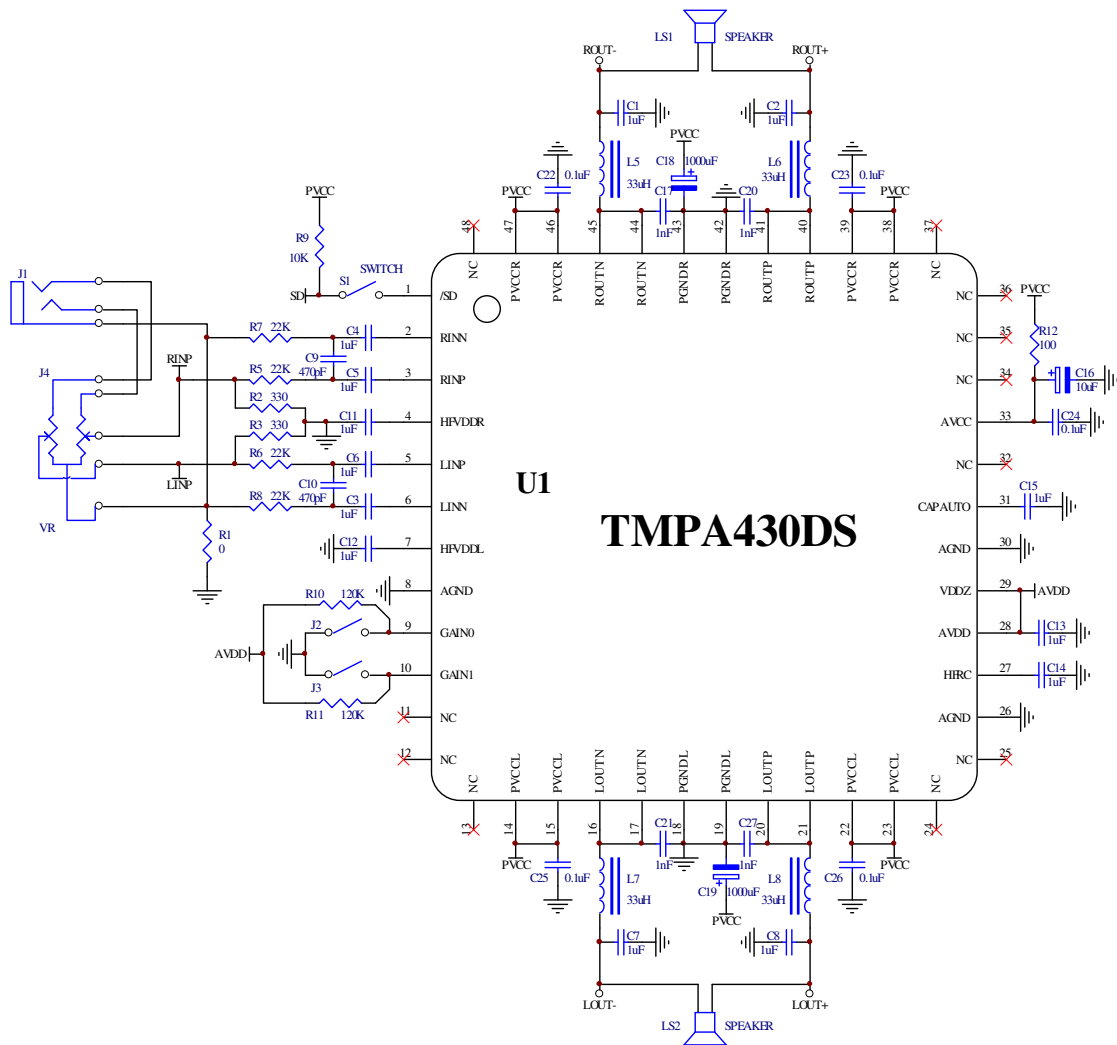 LS1 SPEAKER
ROUT- ROUT+
C1 1uF
C2 1uF
PVCC
C18 1000uF
L5 33uH
L6 33uH
C22 0.1uF
C23 0.1uF
PVCC PVCC
C17 1nF
C20 1nF
48 47 46 45 44 43 42 41 40 39 38 37
NC PVCCR PVCCR ROUTN ROUTN PGNDR PGNDR ROUTP ROUTP PVCCR PVCCR NC
PVCC
R9 10K
S1 SWITCH
SD
J1
J4
VR
RINP
LINP
R7 22K
C4 1uF
C9 470pF
R5 22K
C5 1uF
R2 330
C11 1uF
R3 330
R6 22K
C6 1uF
C10 470pF
R8 22K
C3 1uF
R1 0
C12 1uF
R10 120K
J2
AVDD
J3
R11 120K
1 /SD
2 RINN
3 RINP
4 HFVDDR
5 LINP
6 LINN
7 HFVDDL
8 AGND
9 GAIN0
10 GAIN1
11 NC
12 NC
U1
TMPA430DS
NC 36
NC 35
NC 34
AVCC 33
NC 32
CAPAUTO 31
AGND 30
VDDZ 29
AVDD 28
HFRC 27
AGND 26
NC 25
PVCC
R12 100
C16 10uF
C24 0.1uF
C15 1uF
AVDD
C13 1uF
C14 1uF
NC PVCCL PVCCL LOUTN LOUTN PGNDL PGNDL LOUTP LOUTP PVCCL PVCCL NC
13 14 15 16 17 18 19 20 21 22 23 24
C21 1nF
C27 1nF
PVCC PVCC
C25 0.1uF
C26 0.1uF
L7 33uH
L8 33uH
C19 1000uF
PVCC
C7 1uF
C8 1uF
LOUT- LOUT+
LS2 SPEAKER